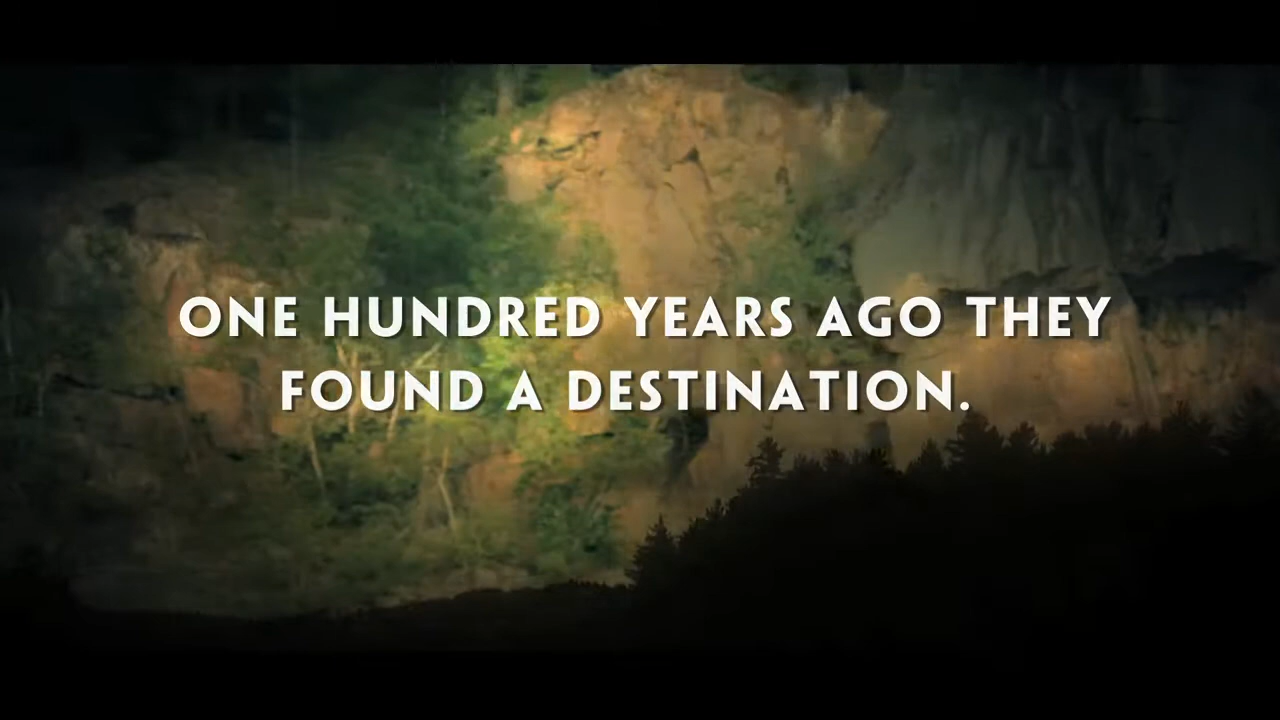 ONE HUNDRED YEARS AGO THEY
FOUND A DESTINATION.